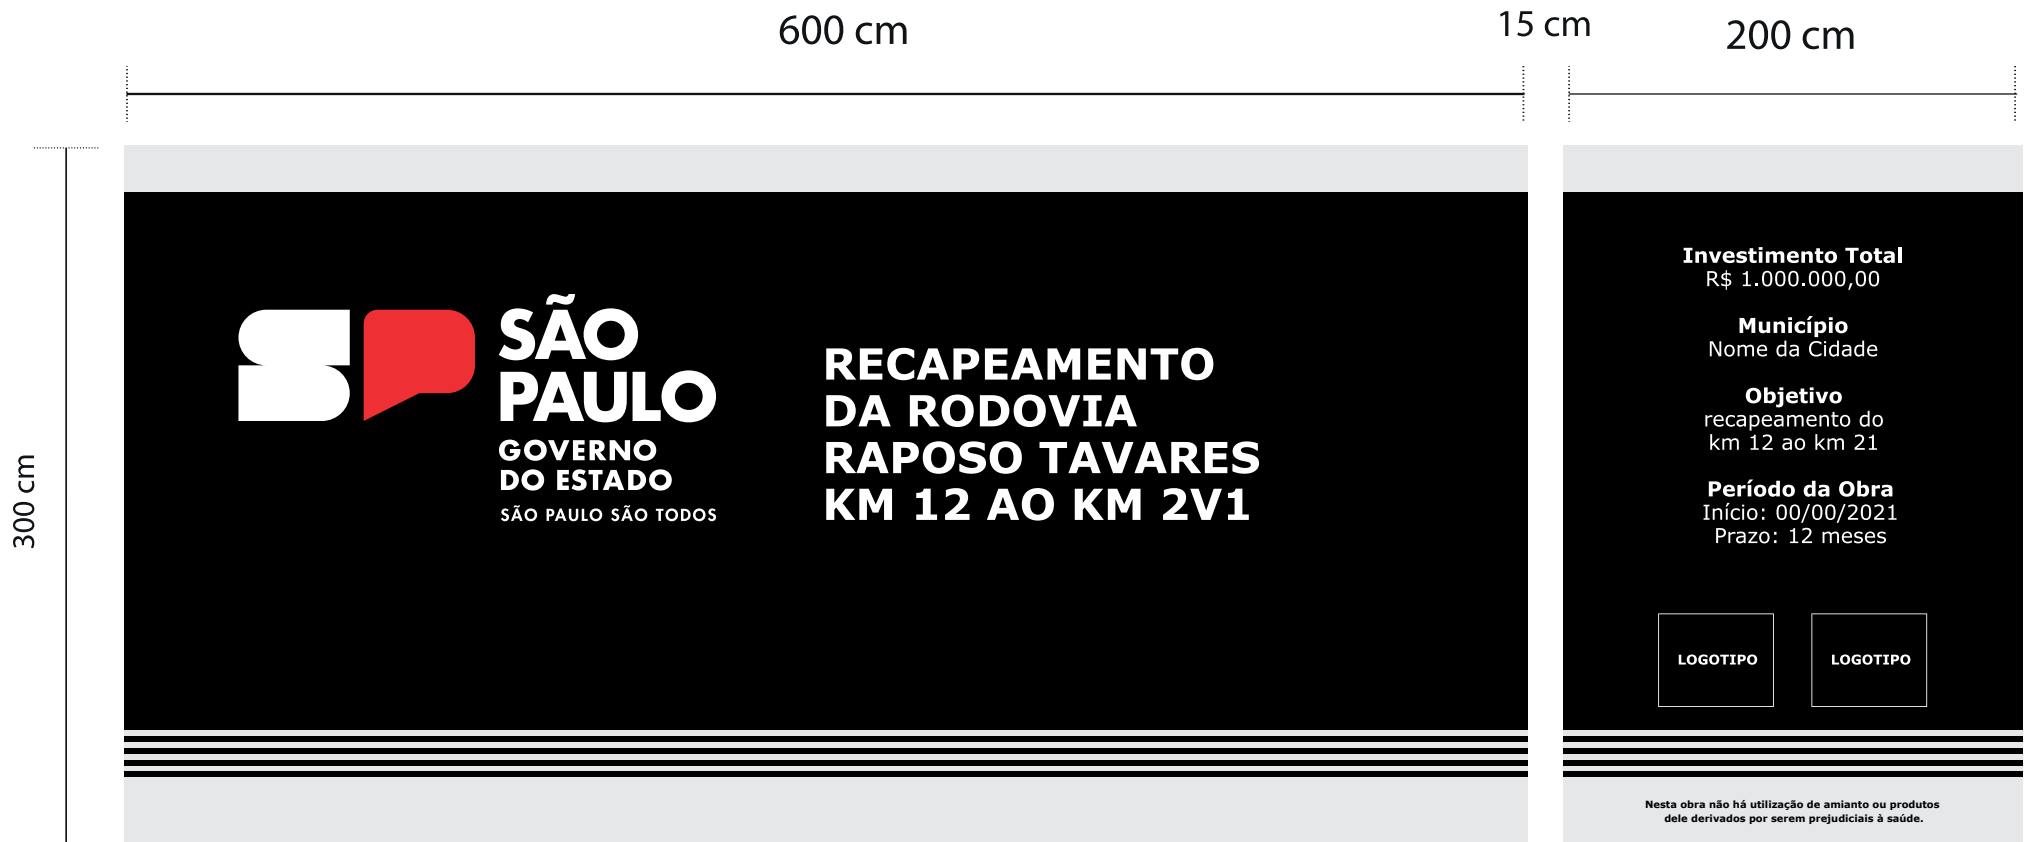 600 cm
15 cm
200 cm
300 cm
SÃO
PAULO
GOVERNO
DO ESTADO
SÃO PAULO SÃO TODOS
RECAPEAMENTO
DA RODOVIA
RAPOSO TAVARES
KM 12 AO KM 2V1
Investimento Total
R$ 1.000.000,00
Município
Nome da Cidade
Objetivo
recapeamento do
km 12 ao km 21
Período da Obra
Início: 00/00/2021
Prazo: 12 meses
LOGOTIPO
LOGOTIPO
Nesta obra não há utilização de amianto ou produtos
dele derivados por serem prejudiciais à saúde.